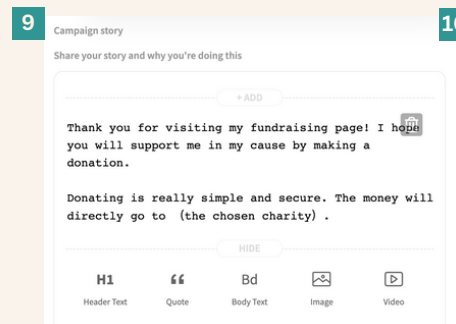 9
10
Campaign story
Share your story and why you're doing this
+ ADD
Thank you for visiting my fundraising page! I hope
you will support me in my cause by making a
donation.
Donating is really simple and secure. The money will
directly go to (the chosen charity) .
HIDE
H1 “ Bd
Header Text Quote Body Text Image Video